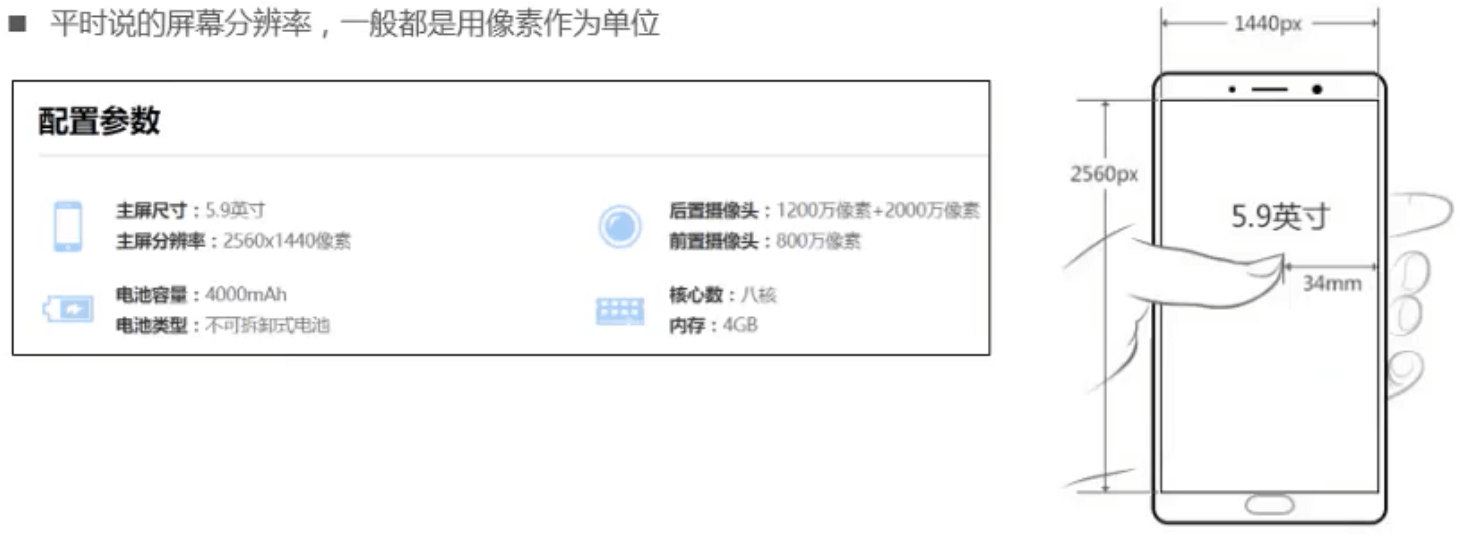 ■ 平时说的屏幕分辨率，一般都是用像素作为单位
配置参数
主屏尺寸：5.9英寸
主屏分辨率：2560x1440像素
后置摄像头：1200万像素+2000万像素
前置摄像头：800万像素
电池容量：4000mAh
电池类型：不可拆卸式电池
核心数：八核
内存：4GB
1440px
2560px
5.9英寸
34mm